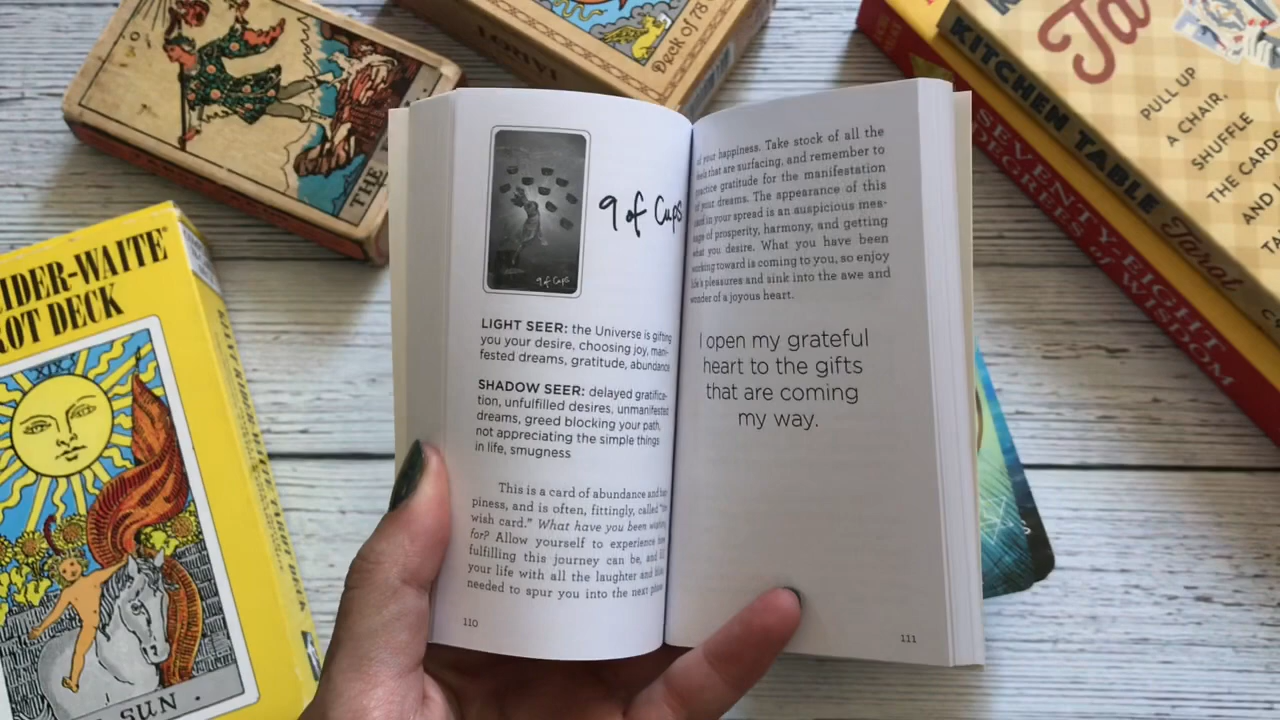 THE
LORVAL
Deck of 78
Ta
PULL UP
A CHAIR,
SHUFFLE
THE CARD
AND
TA
KITCHEN TABLE Tarot
SEVENTY-EIGHT
DEGREES of WISDOM
IDER-WAITE®
ROT DECK
XIX
SUN .
9 of Cups
9 of Cups
LIGHT SEER: the Universe is gifting
you your desire, choosing joy, mani-
fested dreams, gratitude, abundance
SHADOW SEER: delayed gratifica-
tion, unfulfilled desires, unmanifested
dreams, greed blocking your path,
not appreciating the simple things
in life, smugness
This is a card of abundance and hap-
piness, and is often, fittingly, called "the
wish card." What have you been wishing
for? Allow yourself to experience how
fulfilling this journey can be, and fill
your life with all the laughter and
needed to spur you into the next phase
110
of your happiness. Take stock of all the
that are surfacing, and remember to
practice gratitude for the manifestation
of your dreams. The appearance of this
card in your spread is an auspicious mes-
sage of prosperity, harmony, and getting
what you desire. What you have been
working toward is coming to you, so enjoy
life's pleasures and sink into the awe and
wonder of a joyous heart.
I open my grateful
heart to the gifts
that are coming
my way.
111